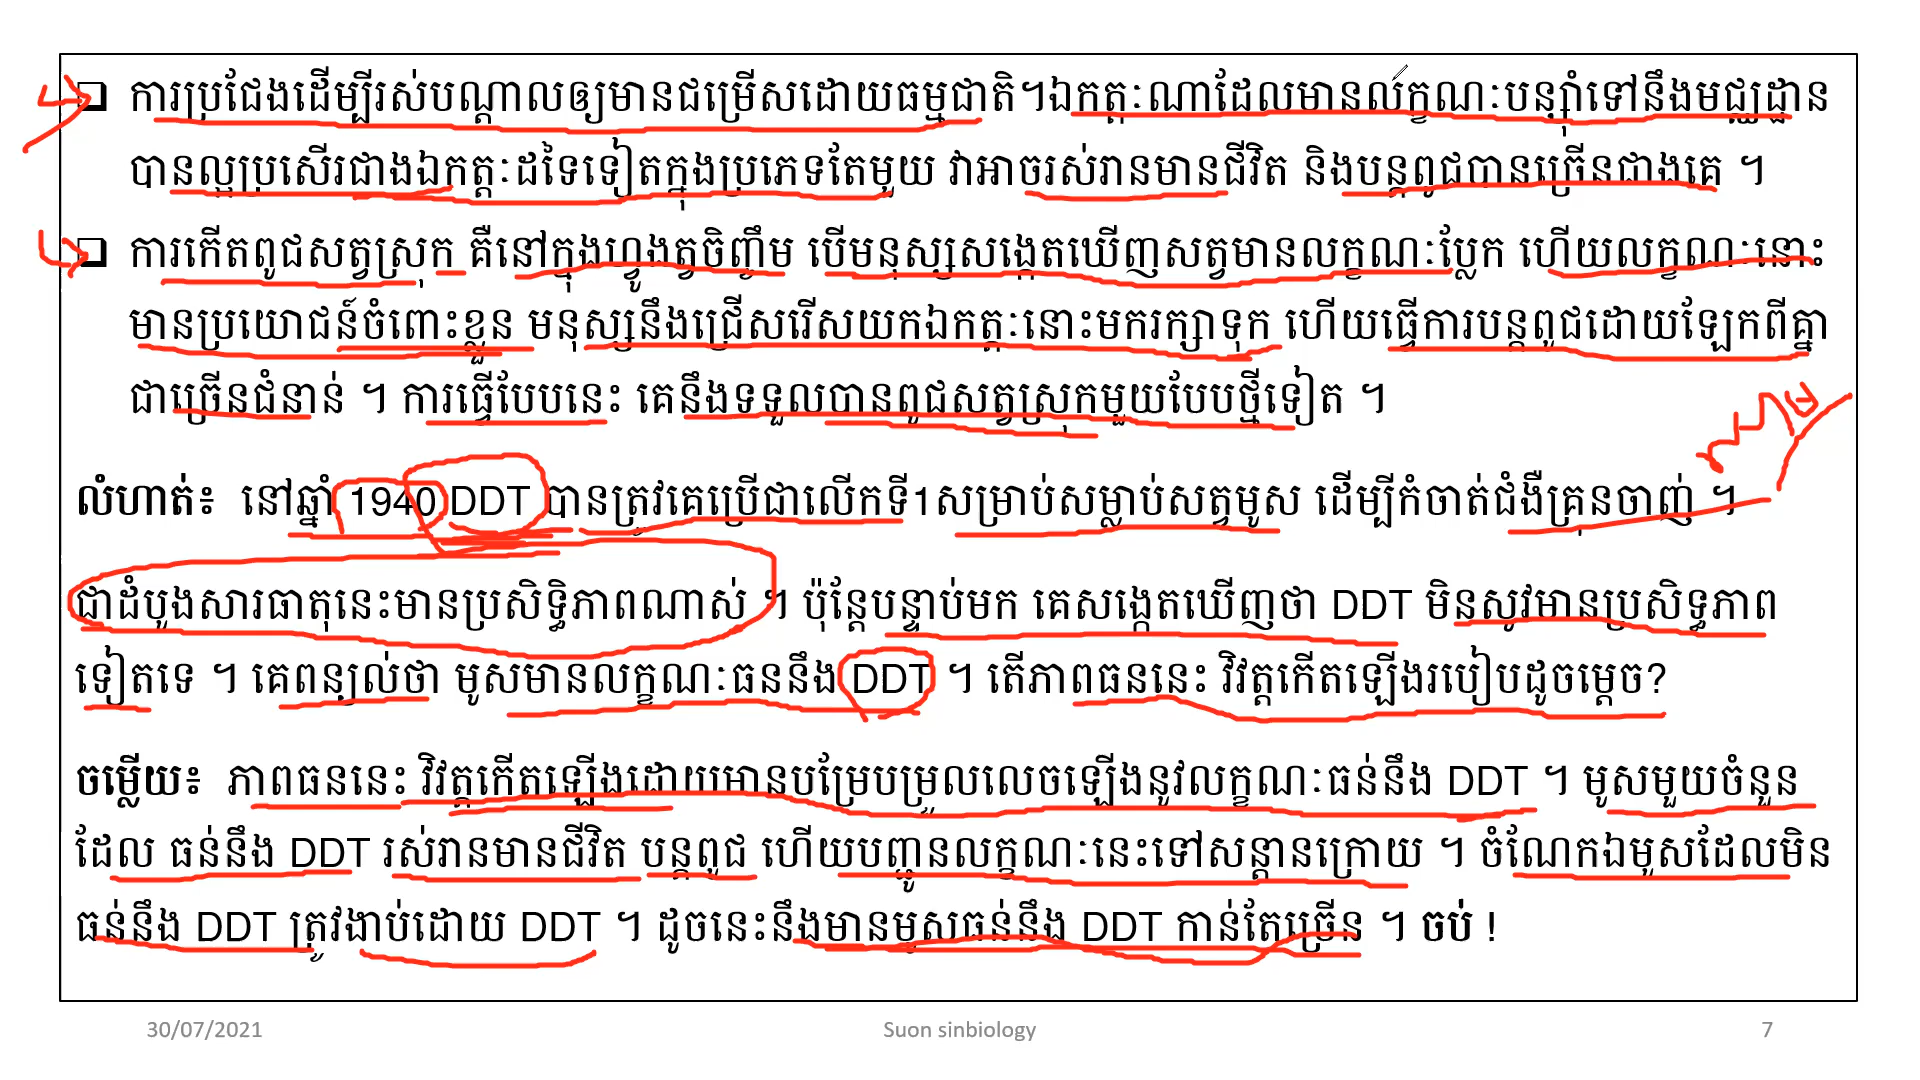 ❑ ការប្រជែងដើម្បីរស់បណ្តាលឲ្យមានជម្រើសដោយធម្មជាតិ។ឯកត្តៈណាដែលមានលក្ខណៈបន្ស៊ាំទៅនឹងមជ្ឈដ្ឋាន
បានល្អប្រសើរជាងឯកត្តៈដទៃទៀតក្នុងប្រភេទតែមួយ វាអាចរស់រានមានជីវិត និងបន្តពូជបានច្រើនជាងគេ ។
❑ ការកើតពូជសត្វស្រុក គឺនៅក្នុងហ្វូងត្វចិញ្ចឹម បើមនុស្សសង្កេតឃើញសត្វមានលក្ខណៈប្លែក ហើយលក្ខណៈនោះ
មានប្រយោជន៍ចំពោះខ្លួន មនុស្សនឹងជ្រើសរើសយកឯកត្តៈនោះមករក្សាទុក ហើយធ្វើការបន្តពូជដោយឡែកពីគ្នា
ជាច្រើនជំនាន់ ។ ការធ្វើបែបនេះ គេនឹងទទួលបានពូជសត្វស្រុកមួយបែបថ្មីទៀត ។
លំហាត់៖ នៅឆ្នាំ 1940 DDT បានត្រូវគេប្រើជាលើកទី1សម្រាប់សម្លាប់សត្វមូស ដើម្បីកំចាត់ជំងឺគ្រុនចាញ់ ។
ជាដំបូងសារធាតុនេះមានប្រសិទ្ធិភាពណាស់ ។ ប៉ុន្តែបន្ទាប់មក គេសង្កេតឃើញថា DDT មិនសូវមានប្រសិទ្ធភាព
ទៀតទេ ។ គេពន្យល់ថា មូសមានលក្ខណៈធននឹង DDT ។ តើភាពធននេះ វិវត្តកើតឡើងរបៀបដូចម្តេច?
ចម្លើយ៖ ភាពធននេះ វិវត្តកើតឡើងដោយមានបម្រែបម្រួលលេចឡើងនូវលក្ខណៈធន់នឹង DDT ។ មូសមួយចំនួន
ដែល ធន់នឹង DDT រស់រានមានជីវិត បន្តពូជ ហើយបញ្ជូនលក្ខណៈនេះទៅសន្តានក្រោយ ។ ចំណែកឯមូសដែលមិន
ធន់នឹង DDT ត្រូវងាប់ដោយ DDT ។ ដូចនេះនឹងមានមូសធន់នឹង DDT កាន់តែច្រើន ។ ចប់ !
30/07/2021
Suon sinbiology
7